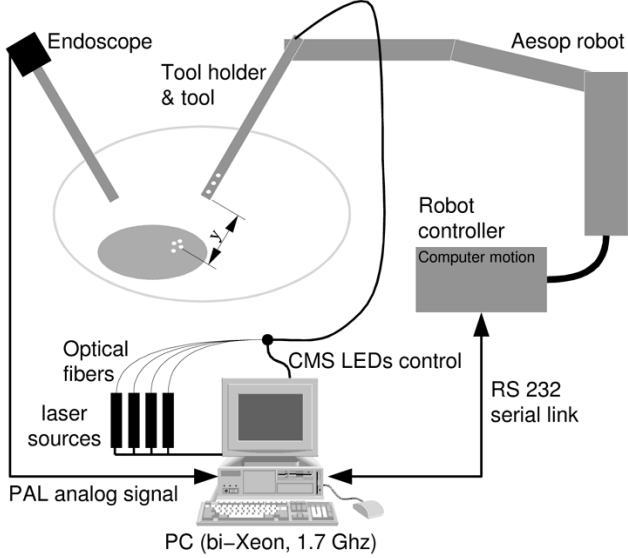 Endoscope
Aesop robot
Tool holder
& tool
y
Robot
controller
Computer motion
Optical
fibers
CMS LEDs control
laser
sources
RS 232
serial link
PAL analog signal
PC (bi−Xeon, 1.7 Ghz)